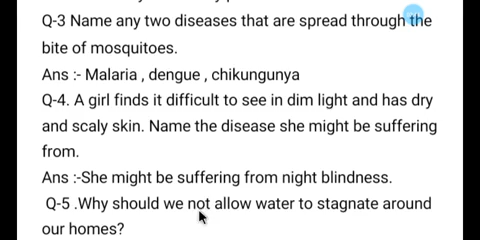 Q-3 Name any two diseases that are spread through the
bite of mosquitoes.
Ans :- Malaria , dengue , chikungunya
Q-4. A girl finds it difficult to see in dim light and has dry
and scaly skin. Name the disease she might be suffering
from.
Ans :-She might be suffering from night blindness.
Q-5 .Why should we not allow water to stagnate around
our homes?